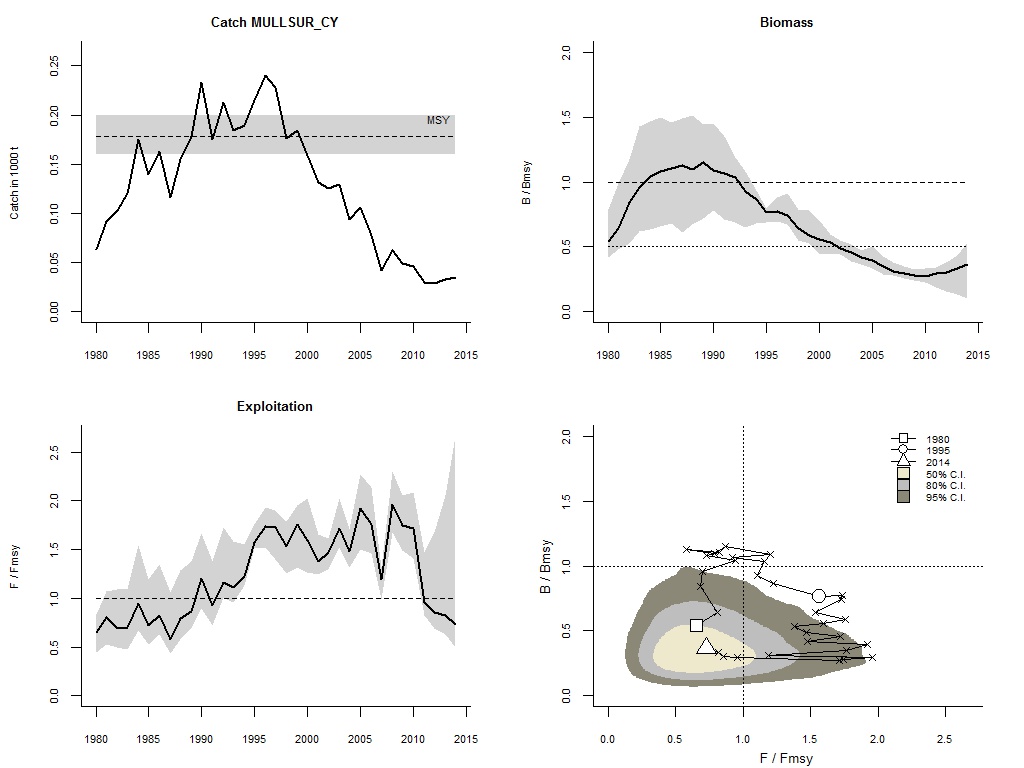 Catch MULLSUR_CY
Catch in 1000 t
0.00 0.05 0.10 0.15 0.20 0.25
MSY
1980 1985 1990 1995 2000 2005 2010 2015
Biomass
B / Bmsy
0.0 0.5 1.0 1.5 2.0
1980 1985 1990 1995 2000 2005 2010 2015
Exploitation
F / Fmsy
0.0 0.5 1.0 1.5 2.0 2.5
1980 1985 1990 1995 2000 2005 2010 2015
B / Bmsy
0.0 0.5 1.0 1.5 2.0
1980
1995
2014
50% C.I.
80% C.I.
95% C.I.
0.0 0.5 1.0 1.5 2.0 2.5
F / Fmsy